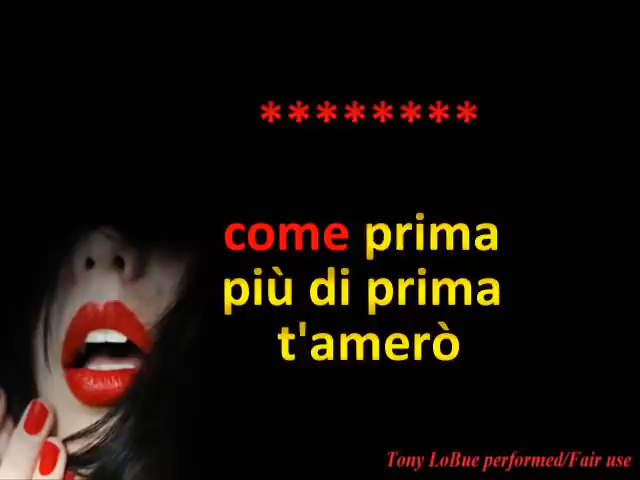 ********
come prima
più di prima
t'amerò
Tony LoBue performed/Fair use